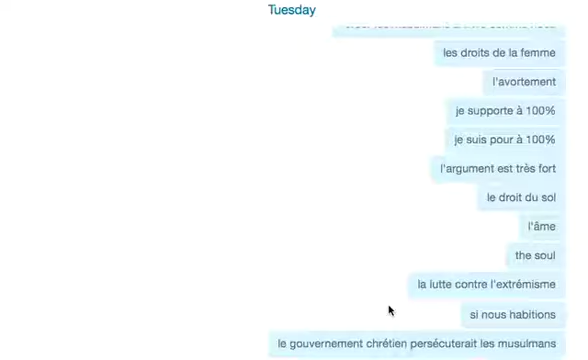 Tuesday
les droits de la femme
l'avortement
je supporte à 100%
je suis pour à 100%
l'argument est très fort
le droit du sol
l'âme
the soul
la lutte contre l'extrémisme
si nous habitions
le gouvernement chrétien persécuterait les musulmans